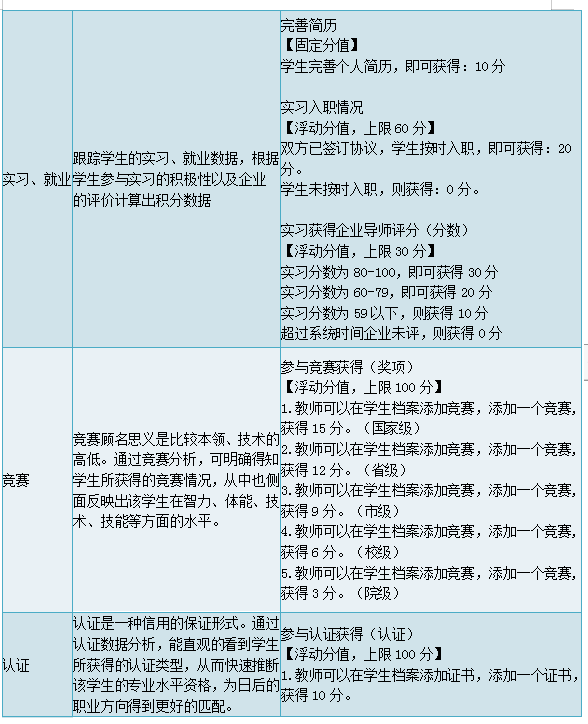 实习、就业
跟踪学生的实习、就业数据，根据
学生参与实习的积极性以及企业
的评价计算出积分数据
完善简历
【固定分值】
学生完善个人简历，即可获得：10 分
实习入职情况
【浮动分值，上限 60 分】
双方已签订协议，学生按时入职，即可获得：20
分。
学生未按时入职，则获得：0 分。
实习获得企业导师评分（分数）
【浮动分值，上限 30 分】
实习分数为 80-100，即可获得 30 分
实习分数为 60-79，即可获得 20 分
实习分数为 59 以下，则获得 10 分
超过系统时间企业未评，则获得 0 分
竞赛
竞赛顾名思义是比较本领、技术的
高低。通过竞赛分析，可明确得知
学生所获得的竞赛情况，从中也侧
面反映出该学生在智力、体能、技
术、技能等方面的水平。
参与竞赛获得（奖项）
【浮动分值，上限 100 分】
1.教师可以在学生档案添加竞赛，添加一个竞赛，
获得 15 分。（国家级）
2.教师可以在学生档案添加竞赛，添加一个竞赛，
获得 12 分。（省级）
3.教师可以在学生档案添加竞赛，添加一个竞赛，
获得 9 分。（市级）
4.教师可以在学生档案添加竞赛，添加一个竞赛，
获得 6 分。（校级）
5.教师可以在学生档案添加竞赛，添加一个竞赛，
获得 3 分。（院级）
认证
认证是一种信用的保证形式。通过
认证数据分析，能直观的看到学生
所获得的认证类型，从而快速推断
该学生的专业水平资格，为日后的
职业方向得到更好的匹配。
参与认证获得（认证）
【浮动分值，上限 100 分】
1.教师可以在学生档案添加证书，添加一个证书，
获得 10 分。